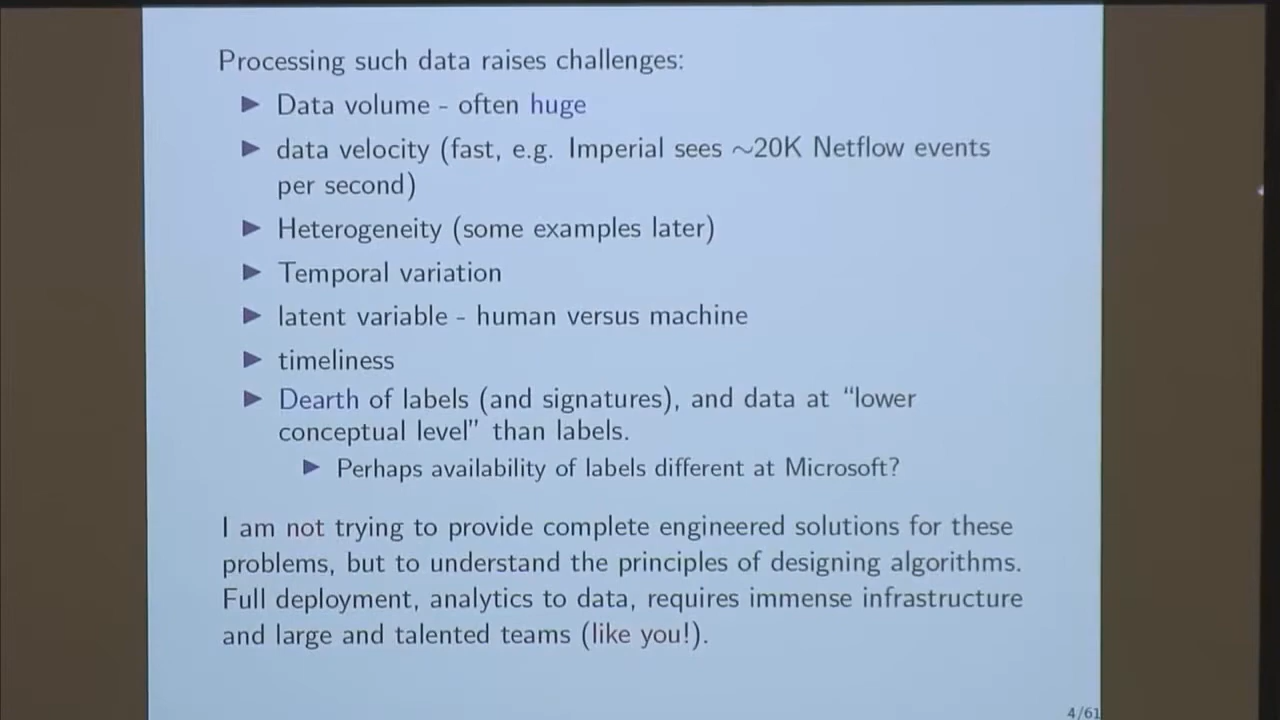 Processing such data raises challenges:
▶ Data volume - often huge
▶ data velocity (fast, e.g. Imperial sees ~20K Netflow events
per second)
▶ Heterogeneity (some examples later)
▶ Temporal variation
▶ latent variable - human versus machine
▶ timeliness
▶ Dearth of labels (and signatures), and data at “lower
conceptual level” than labels.
▶ Perhaps availability of labels different at Microsoft?
I am not trying to provide complete engineered solutions for these
problems, but to understand the principles of designing algorithms.
Full deployment, analytics to data, requires immense infrastructure
and large and talented teams (like you!).
4/61